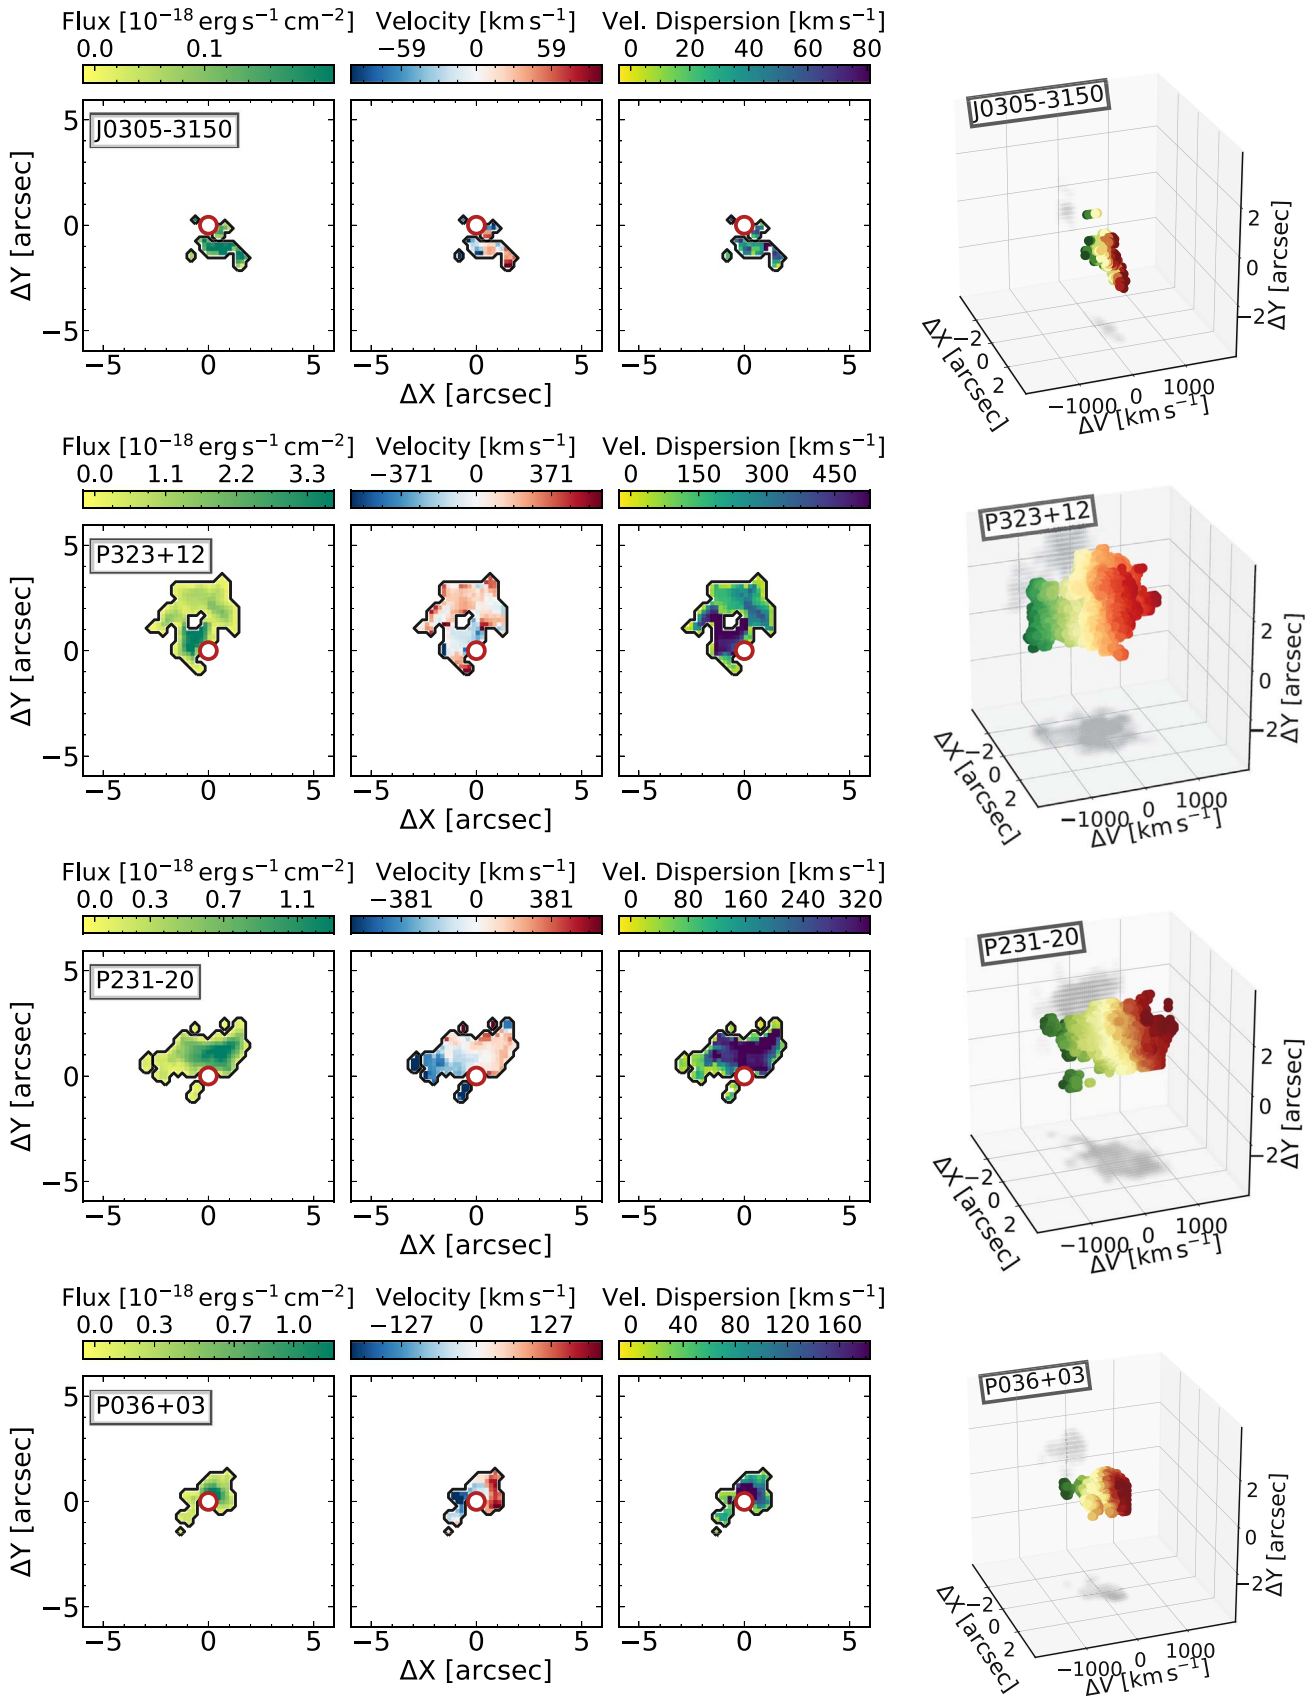 Flux [10⁻¹⁸ erg s⁻¹ cm⁻²] Velocity [km s⁻¹] Vel. Dispersion [km s⁻¹]
0.0 0.1 −59 0 59 0 20 40 60 80
J0305-3150 J0305-3150
5
0
−5
ΔY [arcsec]
−5 0 5 −5 0 5 −5 0 5
ΔX [arcsec]
2
0
−2
ΔY [arcsec]
−2
0
2
ΔX [arcsec]
−1000 0 1000
ΔV [km s⁻¹]
Flux [10⁻¹⁸ erg s⁻¹ cm⁻²] Velocity [km s⁻¹] Vel. Dispersion [km s⁻¹]
0.0 1.1 2.2 3.3 −371 0 371 0 150 300 450
P323+12 P323+12
5
0
−5
ΔY [arcsec]
−5 0 5 −5 0 5 −5 0 5
ΔX [arcsec]
2
0
−2
ΔY [arcsec]
−2
0
2
ΔX [arcsec]
−1000 0 1000
ΔV [km s⁻¹]
Flux [10⁻¹⁸ erg s⁻¹ cm⁻²] Velocity [km s⁻¹] Vel. Dispersion [km s⁻¹]
0.0 0.3 0.7 1.1 −381 0 381 0 80 160 240 320
P231-20 P231-20
5
0
−5
ΔY [arcsec]
−5 0 5 −5 0 5 −5 0 5
ΔX [arcsec]
2
0
−2
ΔY [arcsec]
−2
0
2
ΔX [arcsec]
−1000 0 1000
ΔV [km s⁻¹]
Flux [10⁻¹⁸ erg s⁻¹ cm⁻²] Velocity [km s⁻¹] Vel. Dispersion [km s⁻¹]
0.0 0.3 0.7 1.0 −127 0 127 0 40 80 120 160
P036+03 P036+03
5
0
−5
ΔY [arcsec]
−5 0 5 −5 0 5 −5 0 5
ΔX [arcsec]
2
0
−2
ΔY [arcsec]
−2
0
2
ΔX [arcsec]
−1000 0 1000
ΔV [km s⁻¹]